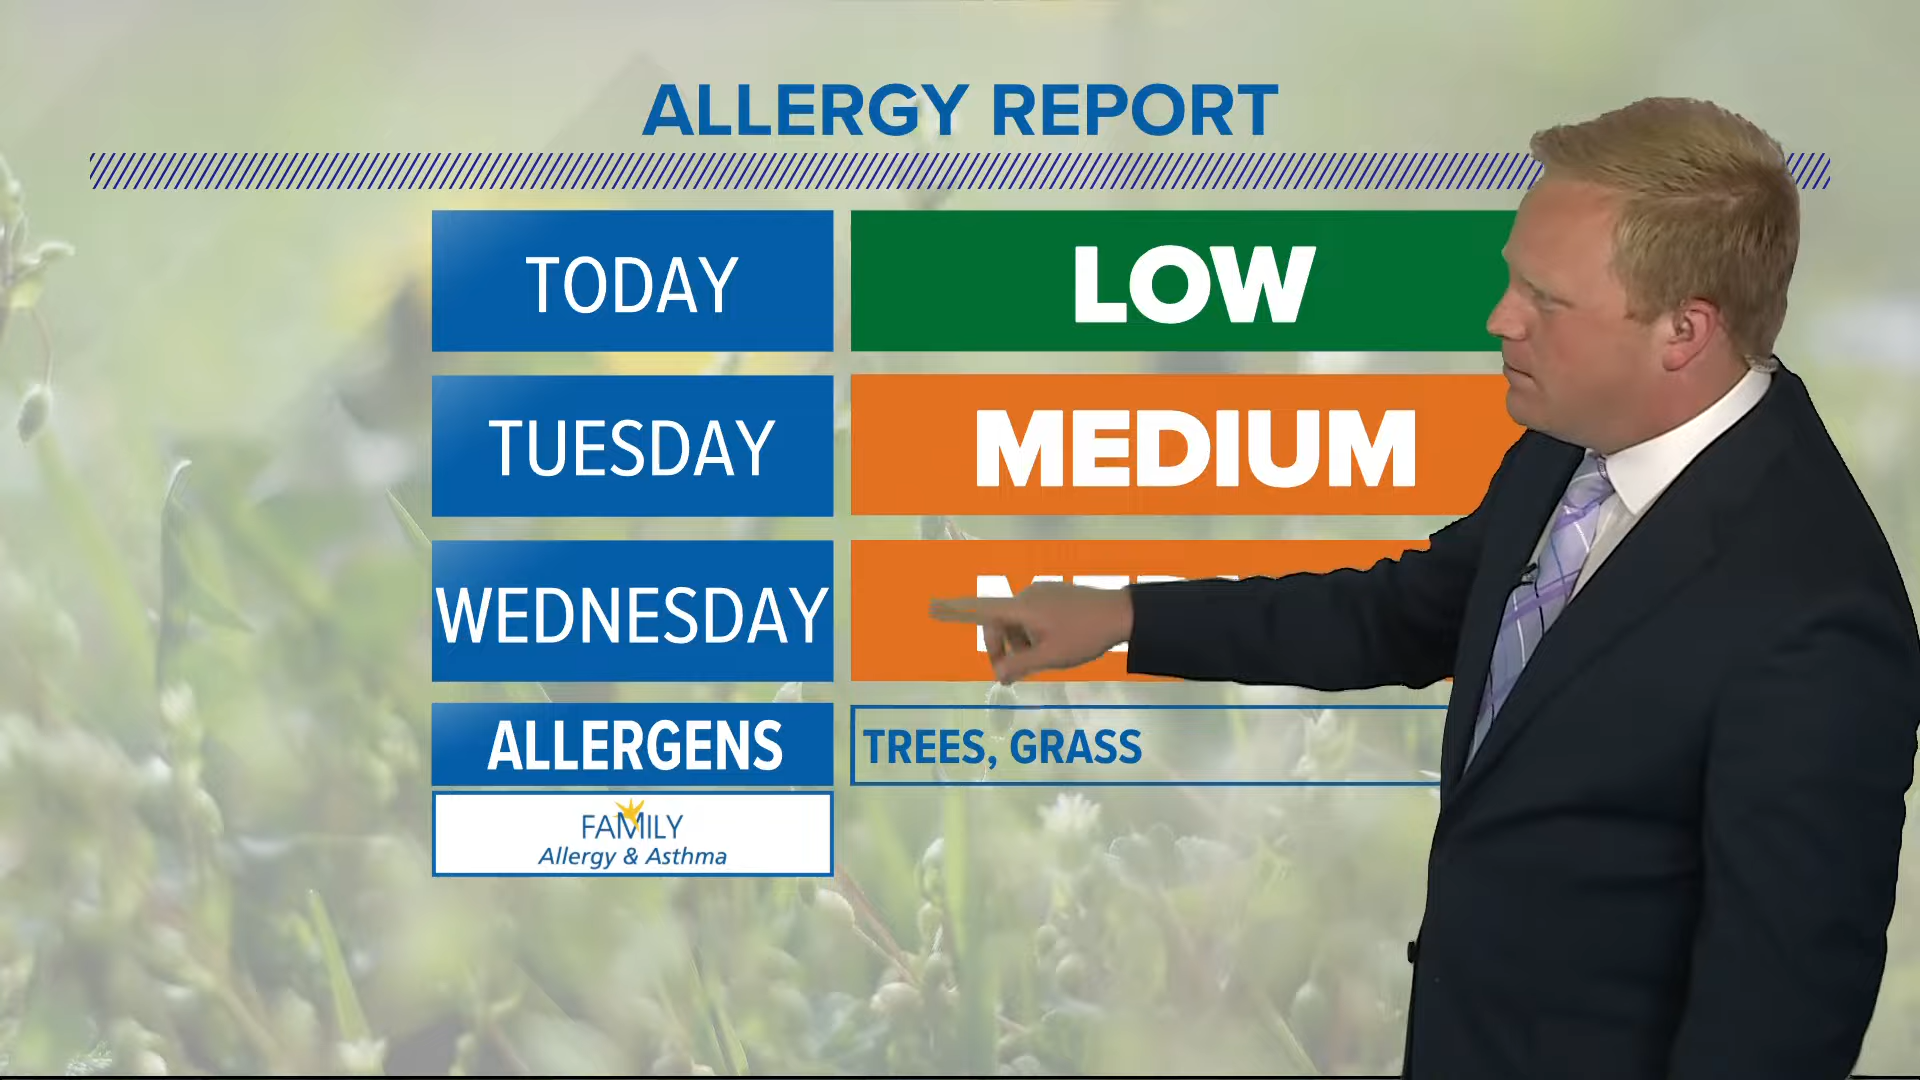 ALLERGY REPORT
TODAY LOW
TUESDAY MEDIUM
WEDNESDAY
ALLERGENS TREES, GRASS
FAMILY
Allergy & Asthma